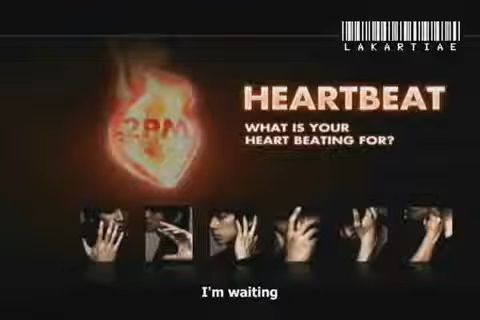 LAKARTIAE
2PM
HEARTBEAT
WHAT IS YOUR
HEART BEATING FOR?
I'm waiting